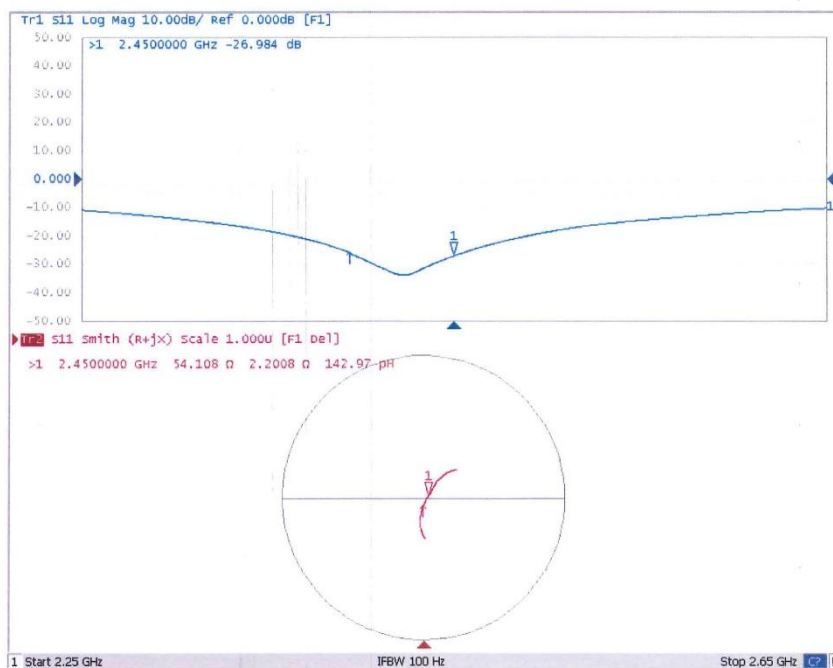 Tr1 S11 Log Mag 10.00dB/ Ref 0.000dB [F1]
50.00
>1 2.4500000 GHz -26.984 dB
40.00
30.00
20.00
10.00
0.000
-10.00
1
1
-20.00
-30.00
-40.00
-50.00
Tr2 S11 Smith (R+jX) Scale 1.000U [F1 Del]
>1 2.4500000 GHz 54.108 Ω 2.2008 Ω 142.97 pH
1
1 Start 2.25 GHz IFBW 100 Hz Stop 2.65 GHz C?